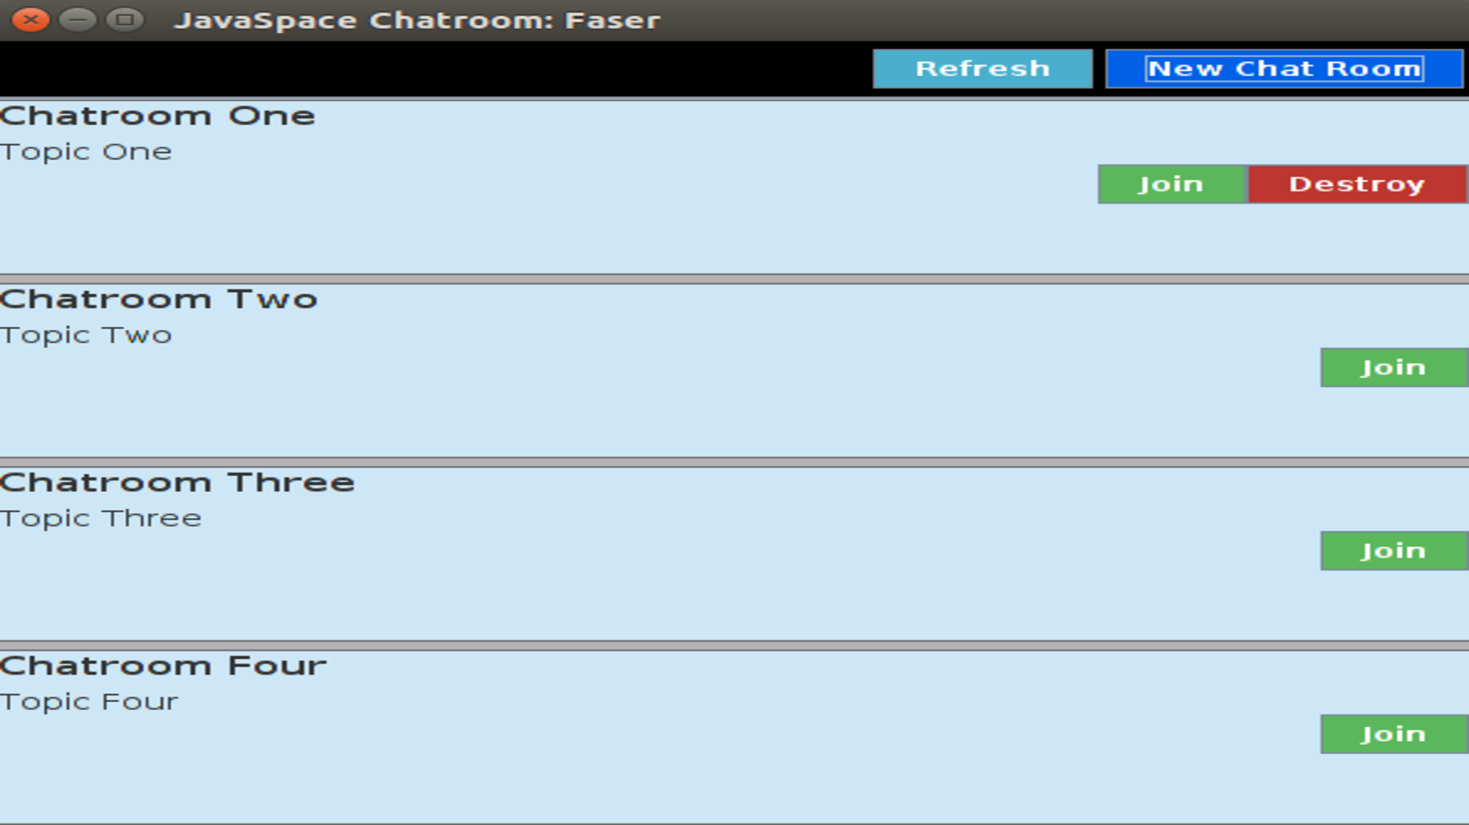 JavaSpace Chatroom: Faser
Refresh New Chat Room
Chatroom One
Topic One
Join Destroy
Chatroom Two
Topic Two
Join
Chatroom Three
Topic Three
Join
Chatroom Four
Topic Four
Join